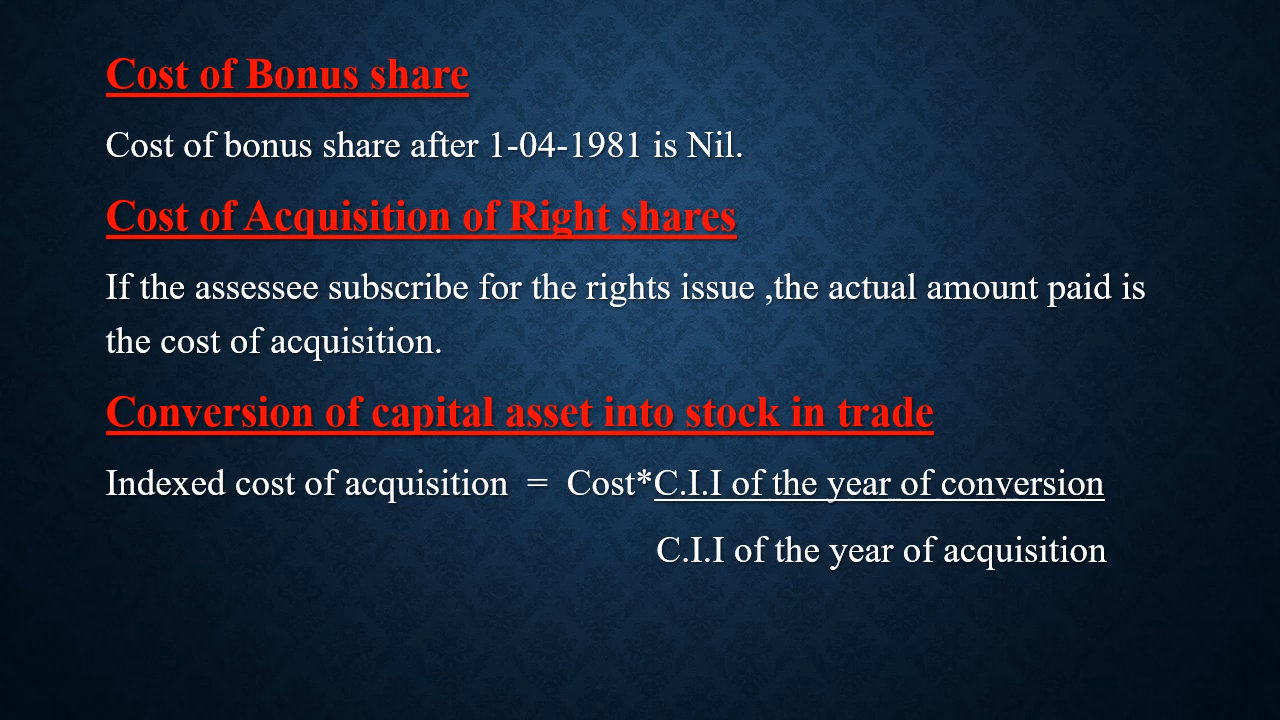 Cost of Bonus share
Cost of bonus share after 1-04-1981 is Nil.
Cost of Acquisition of Right shares
If the assessee subscribe for the rights issue ,the actual amount paid is
the cost of acquisition.
Conversion of capital asset into stock in trade
Indexed cost of acquisition = Cost*C.I.I of the year of conversion
C.I.I of the year of acquisition